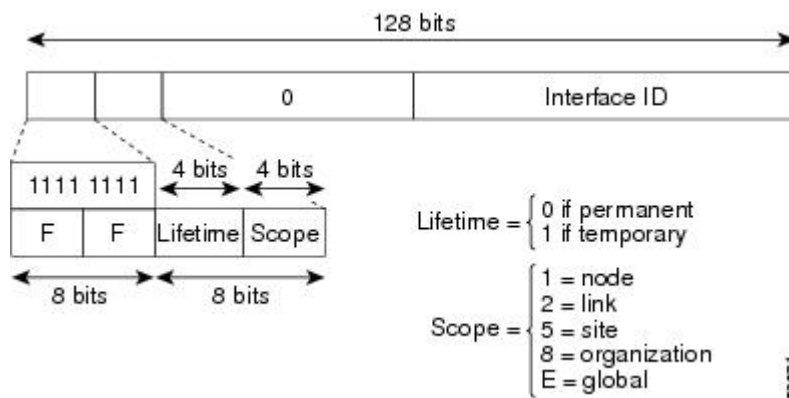 128 bits
0 Interface ID
4 bits 4 bits
1111 1111
F F Lifetime Scope
8 bits 8 bits
Lifetime = 0 if permanent
1 if temporary
Scope = 1 = node
2 = link
5 = site
8 = organization
E = global